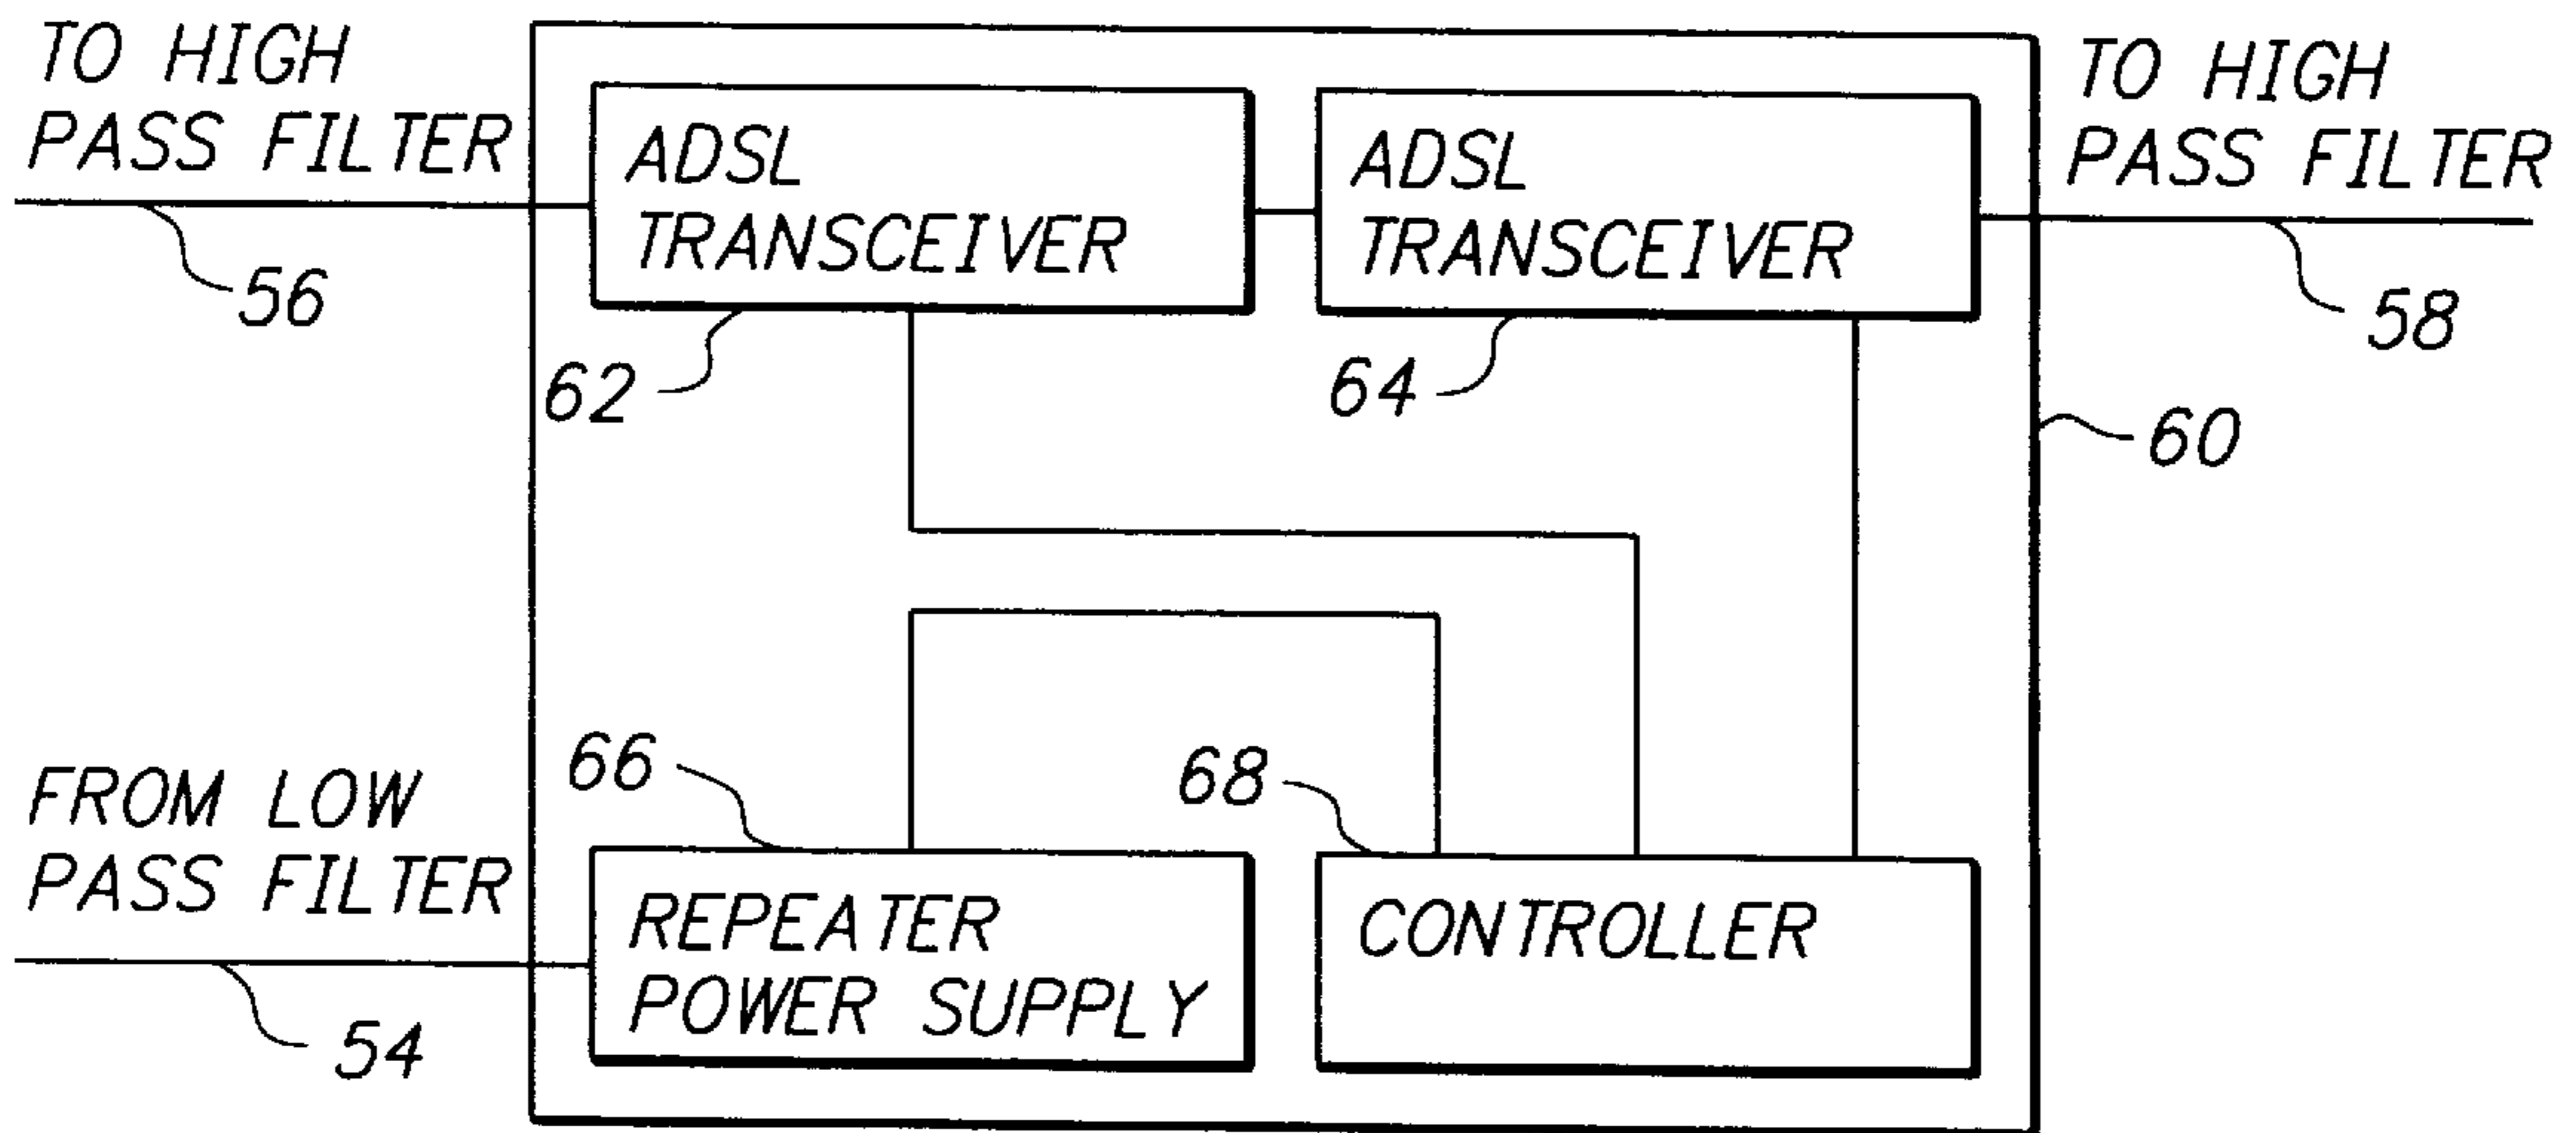 TO HIGH
PASS FILTER
56
ADSL
TRANSCEIVER
62
ADSL
TRANSCEIVER
64
TO HIGH
PASS FILTER
58
60
FROM LOW
PASS FILTER
54
66
REPEATER
POWER SUPPLY
68
CONTROLLER